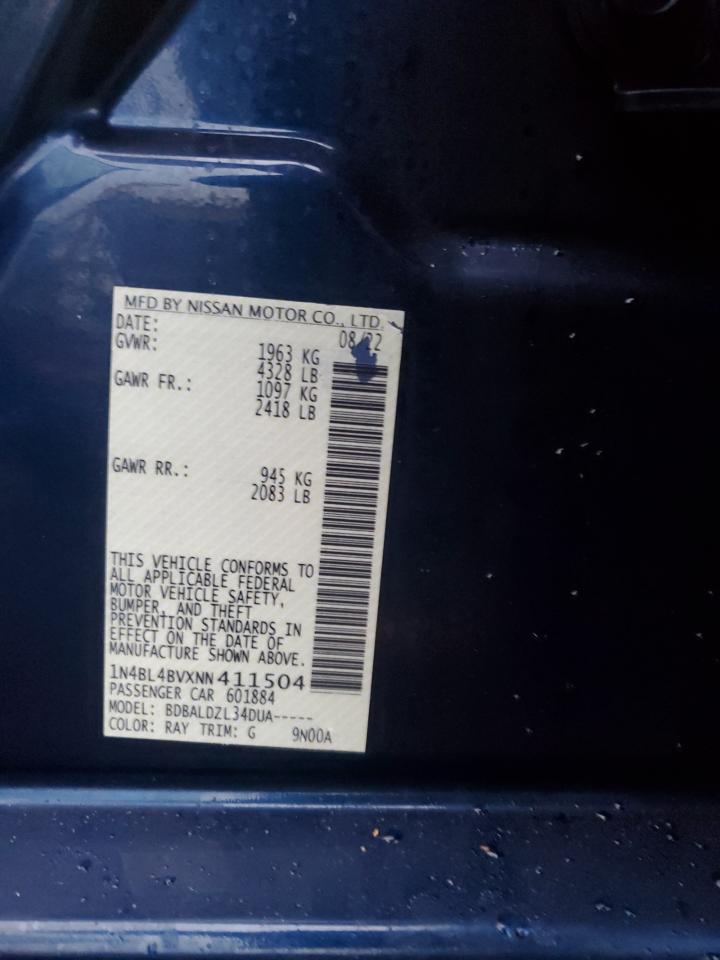 MFD BY NISSAN MOTOR CO., LTD.
DATE: 08/22
GVWR: 1963 KG
4328 LB
GAWR FR.: 1097 KG
2418 LB
GAWR RR.: 945 KG
2083 LB
THIS VEHICLE CONFORMS TO
ALL APPLICABLE FEDERAL
MOTOR VEHICLE SAFETY,
BUMPER, AND THEFT
PREVENTION STANDARDS IN
EFFECT ON THE DATE OF
MANUFACTURE SHOWN ABOVE.
1N4BL4BVXNN411504
PASSENGER CAR 601884
MODEL: BDBALDZL34DUA-----
COLOR: RAY TRIM: G 9N00A